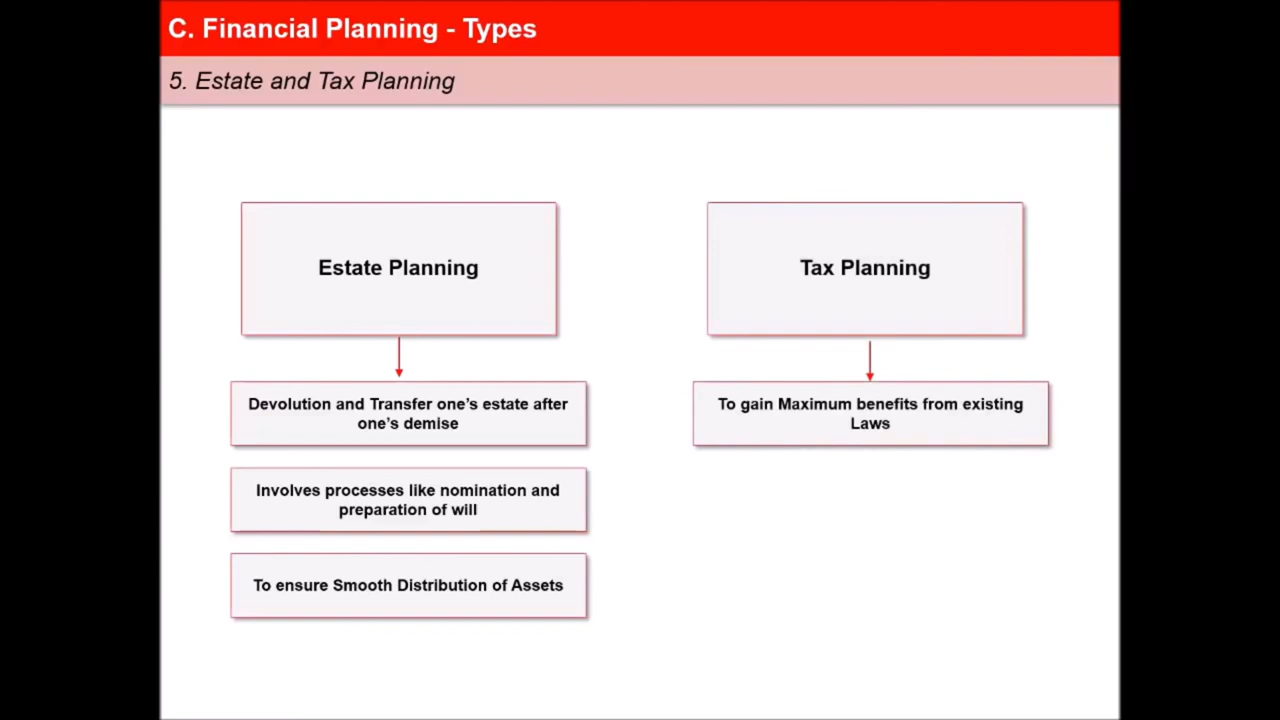 C. Financial Planning - Types
5. Estate and Tax Planning
Estate Planning
Devolution and Transfer one’s estate after
one’s demise
Involves processes like nomination and
preparation of will
To ensure Smooth Distribution of Assets
Tax Planning
To gain Maximum benefits from existing
Laws